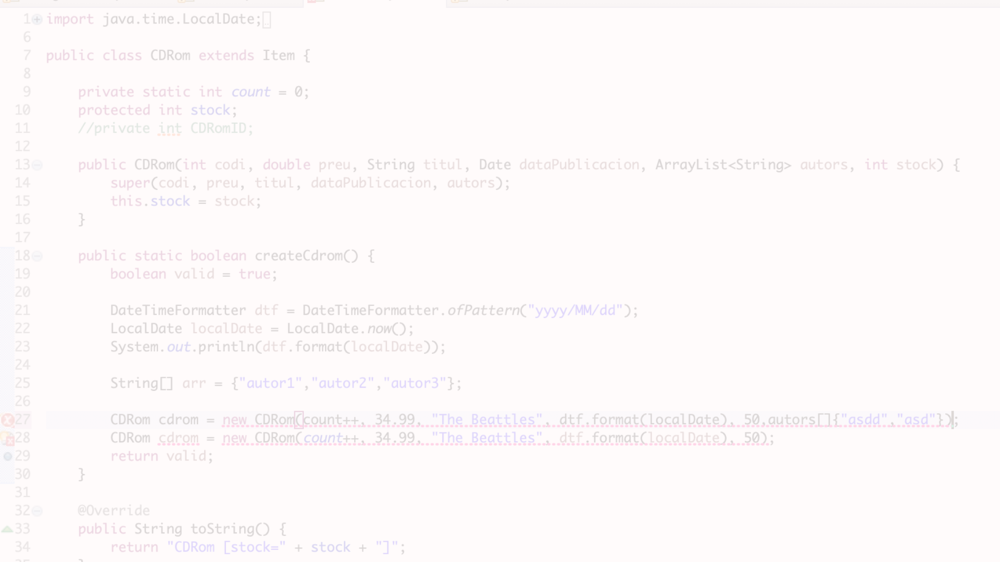 1 import java.time.LocalDate;
6
7 public class CDRom extends Item {
8
9 private static int count = 0;
10 protected int stock;
11 //private int CDRomID;
12
13 public CDRom(int codi, double preu, String titul, Date dataPublicacion, ArrayList<String> autors, int stock) {
14 super(codi, preu, titul, dataPublicacion, autors);
15 this.stock = stock;
16 }
17
18 public static boolean createCdrom() {
19 boolean valid = true;
20
21 DateTimeFormatter dtf = DateTimeFormatter.ofPattern("yyyy/MM/dd");
22 LocalDate localDate = LocalDate.now();
23 System.out.println(dtf.format(localDate));
24
25 String[] arr = {"autor1","autor2","autor3"};
26
27 CDRom cdrom = new CDRom(count++, 34.99, "The Beattles", dtf.format(localDate), 50,autors[]{"asdd","asd"});
28 CDRom cdrom = new CDRom(count++, 34.99, "The Beattles", dtf.format(localDate), 50);
29 return valid;
30 }
31
32 @Override
33 public String toString() {
34 return "CDRom [stock=" + stock + "]";